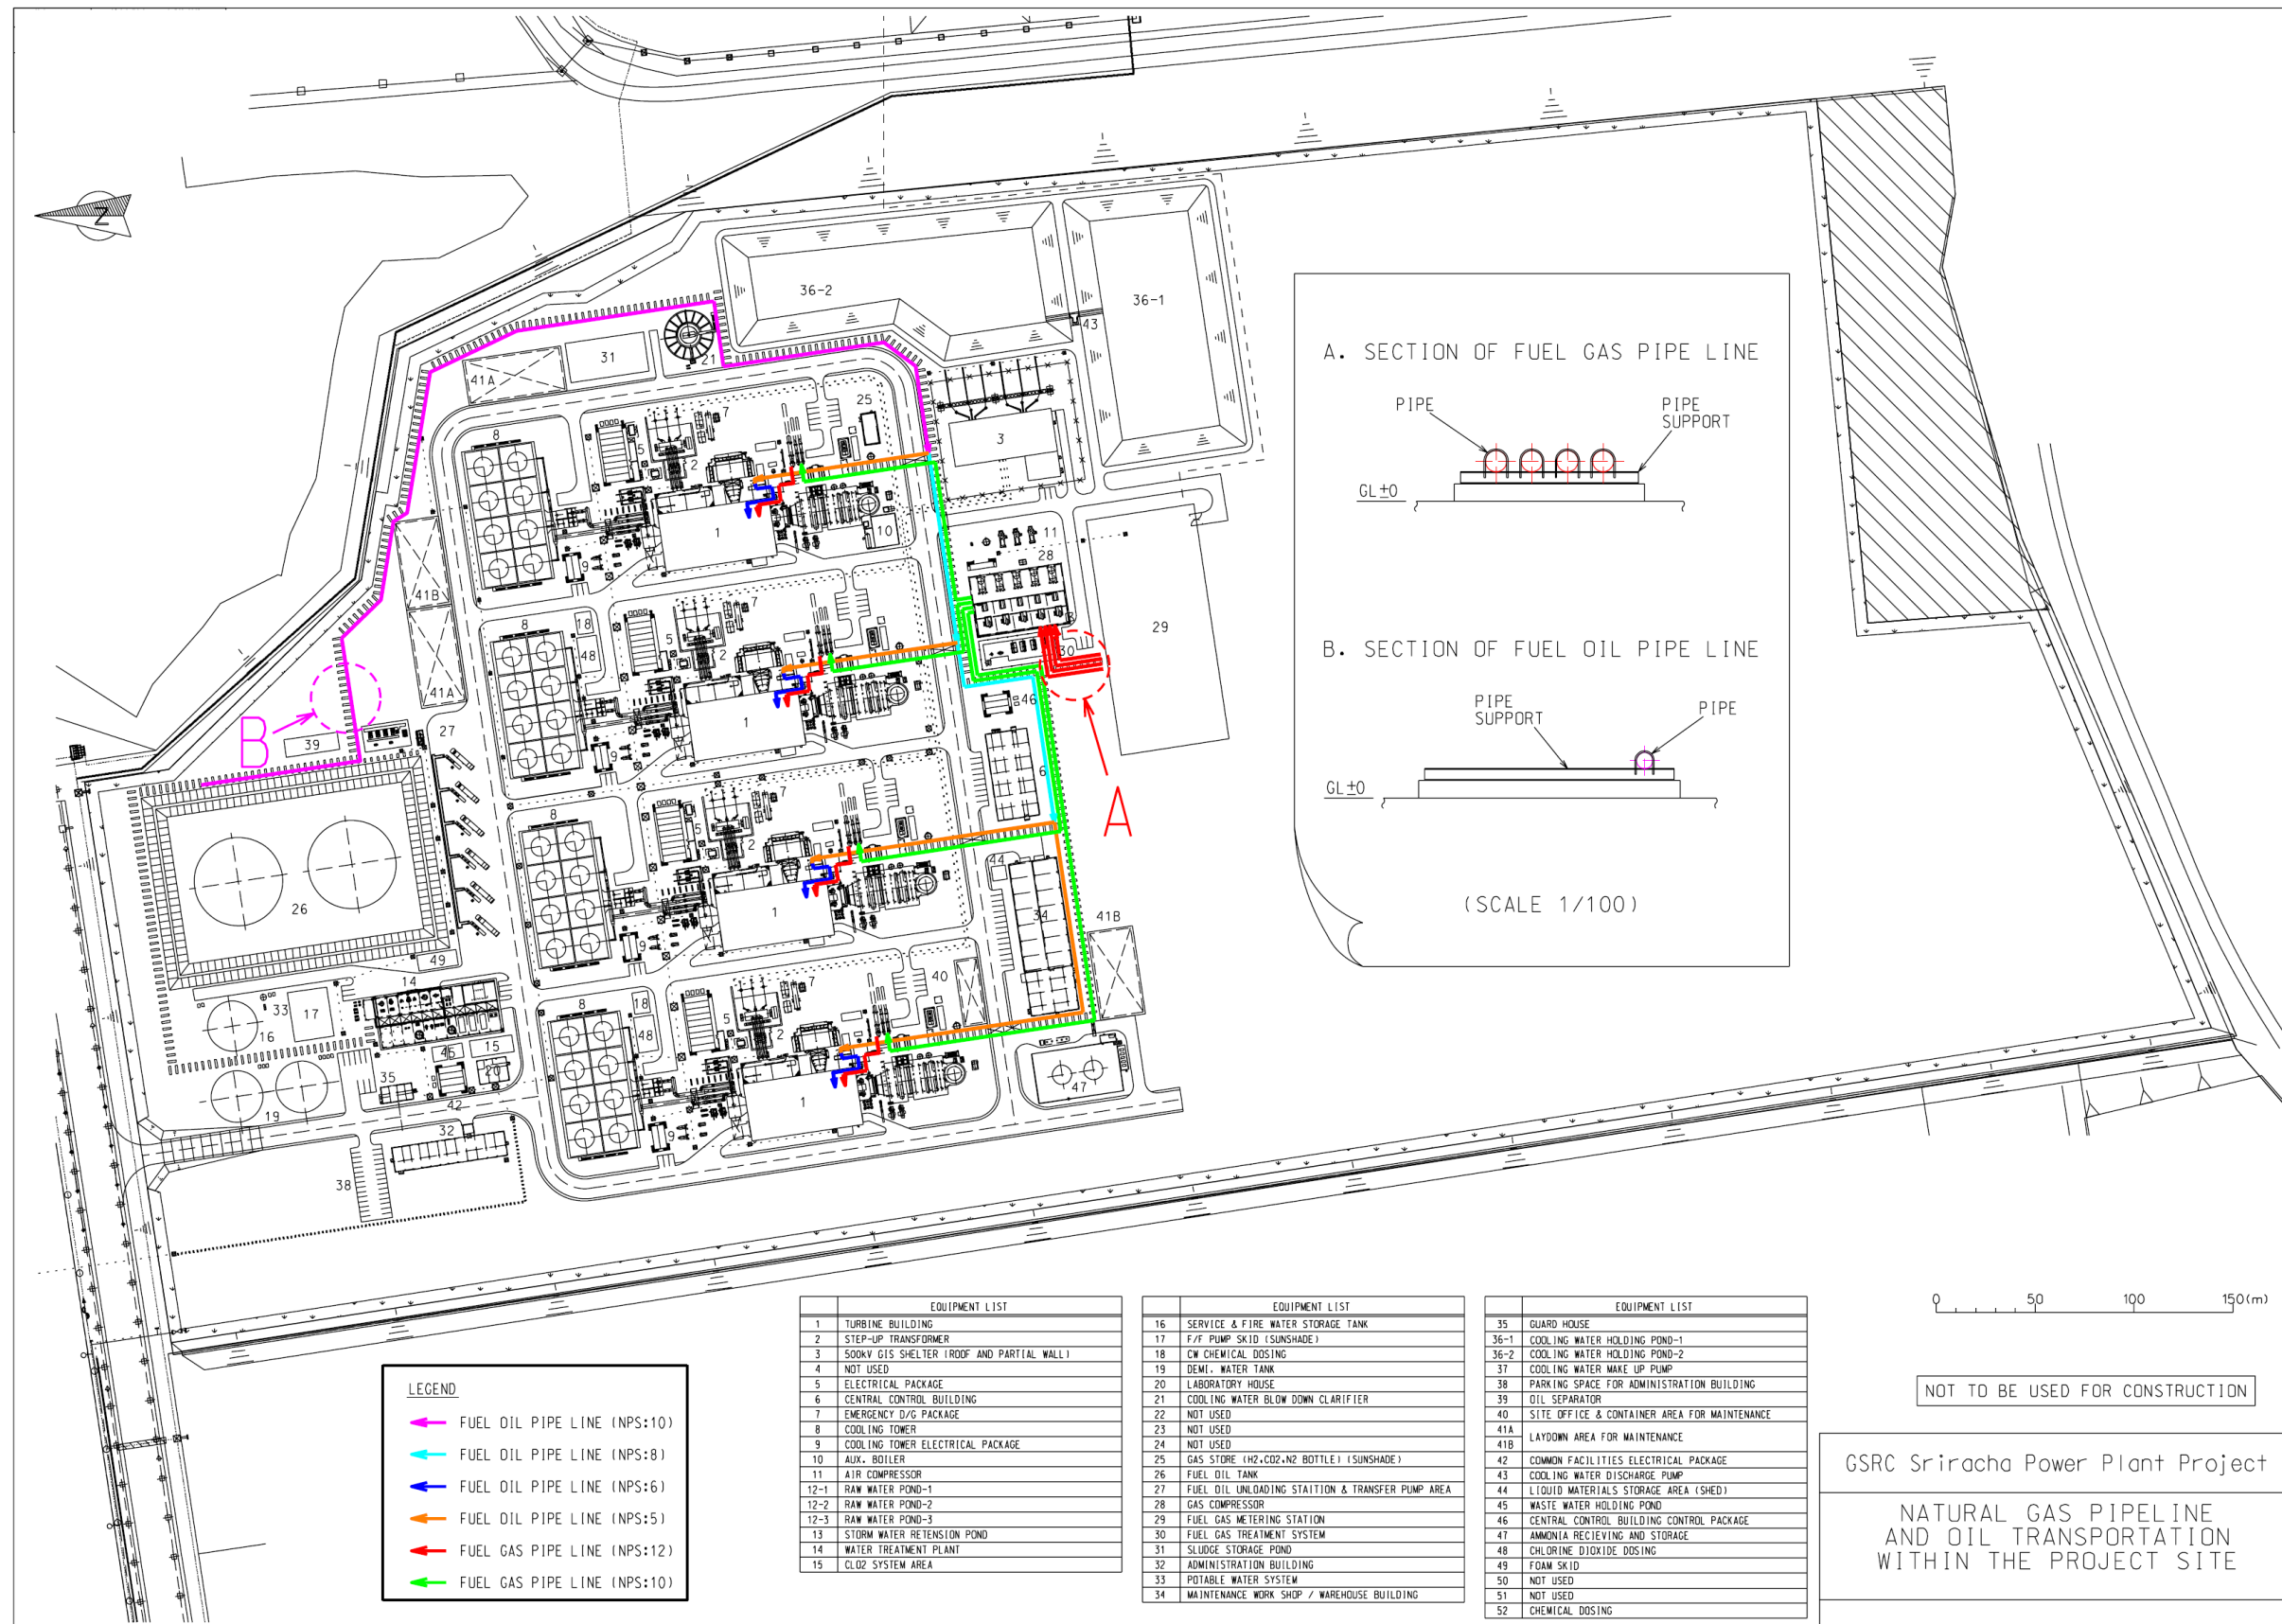 Z
36-2
36-1
43
31
21
41A
7
25
8
5
2
3
1
10
9
11
28
41B
18
48
7
8
5
2
29
30
41A
27
46
1
9
B
39
6
A
8
7
5
2
44
26
1
34
41B
9
49
14
40
33
17
16
8
18
7
5
2
48
45
15
35
20
47
19
42
1
32
9
38
A. SECTION OF FUEL GAS PIPE LINE
PIPE
PIPE
SUPPORT
GL±0
B. SECTION OF FUEL OIL PIPE LINE
PIPE
SUPPORT
PIPE
GL±0
(SCALE 1/100)
0 50 100 150(m)
NOT TO BE USED FOR CONSTRUCTION
GSRC Sriracha Power Plant Project
NATURAL GAS PIPELINE
AND OIL TRANSPORTATION
WITHIN THE PROJECT SITE
LEGEND
FUEL OIL PIPE LINE (NPS:10)
FUEL OIL PIPE LINE (NPS:8)
FUEL OIL PIPE LINE (NPS:6)
FUEL OIL PIPE LINE (NPS:5)
FUEL GAS PIPE LINE (NPS:12)
FUEL GAS PIPE LINE (NPS:10)
EQUIPMENT LIST
1 TURBINE BUILDING
2 STEP-UP TRANSFORMER
3 500kV GIS SHELTER (ROOF AND PARTIAL WALL)
4 NOT USED
5 ELECTRICAL PACKAGE
6 CENTRAL CONTROL BUILDING
7 EMERGENCY D/G PACKAGE
8 COOLING TOWER
9 COOLING TOWER ELECTRICAL PACKAGE
10 AUX. BOILER
11 AIR COMPRESSOR
12-1 RAW WATER POND-1
12-2 RAW WATER POND-2
12-3 RAW WATER POND-3
13 STORM WATER RETENSION POND
14 WATER TREATMENT PLANT
15 CLO2 SYSTEM AREA
EQUIPMENT LIST
16 SERVICE & FIRE WATER STORAGE TANK
17 F/F PUMP SKID (SUNSHADE)
18 CW CHEMICAL DOSING
19 DEMI. WATER TANK
20 LABORATORY HOUSE
21 COOLING WATER BLOW DOWN CLARIFIER
22 NOT USED
23 NOT USED
24 NOT USED
25 GAS STORE (H2,CO2,N2 BOTTLE) (SUNSHADE)
26 FUEL OIL TANK
27 FUEL OIL UNLOADING STAITION & TRANSFER PUMP AREA
28 GAS COMPRESSOR
29 FUEL GAS METERING STATION
30 FUEL GAS TREATMENT SYSTEM
31 SLUDGE STORAGE POND
32 ADMINISTRATION BUILDING
33 POTABLE WATER SYSTEM
34 MAINTENANCE WORK SHOP / WAREHOUSE BUILDING
EQUIPMENT LIST
35 GUARD HOUSE
36-1 COOLING WATER HOLDING POND-1
36-2 COOLING WATER HOLDING POND-2
37 COOLING WATER MAKE UP PUMP
38 PARKING SPACE FOR ADMINISTRATION BUILDING
39 OIL SEPARATOR
40 SITE OFFICE & CONTAINER AREA FOR MAINTENANCE
41A LAYDOWN AREA FOR MAINTENANCE
41B
42 COMMON FACILITIES ELECTRICAL PACKAGE
43 COOLING WATER DISCHARGE PUMP
44 LIQUID MATERIALS STORAGE AREA (SHED)
45 WASTE WATER HOLDING POND
46 CENTRAL CONTROL BUILDING CONTROL PACKAGE
47 AMMONIA RECIEVING AND STORAGE
48 CHLORINE DIOXIDE DOSING
49 FOAM SKID
50 NOT USED
51 NOT USED
52 CHEMICAL DOSING